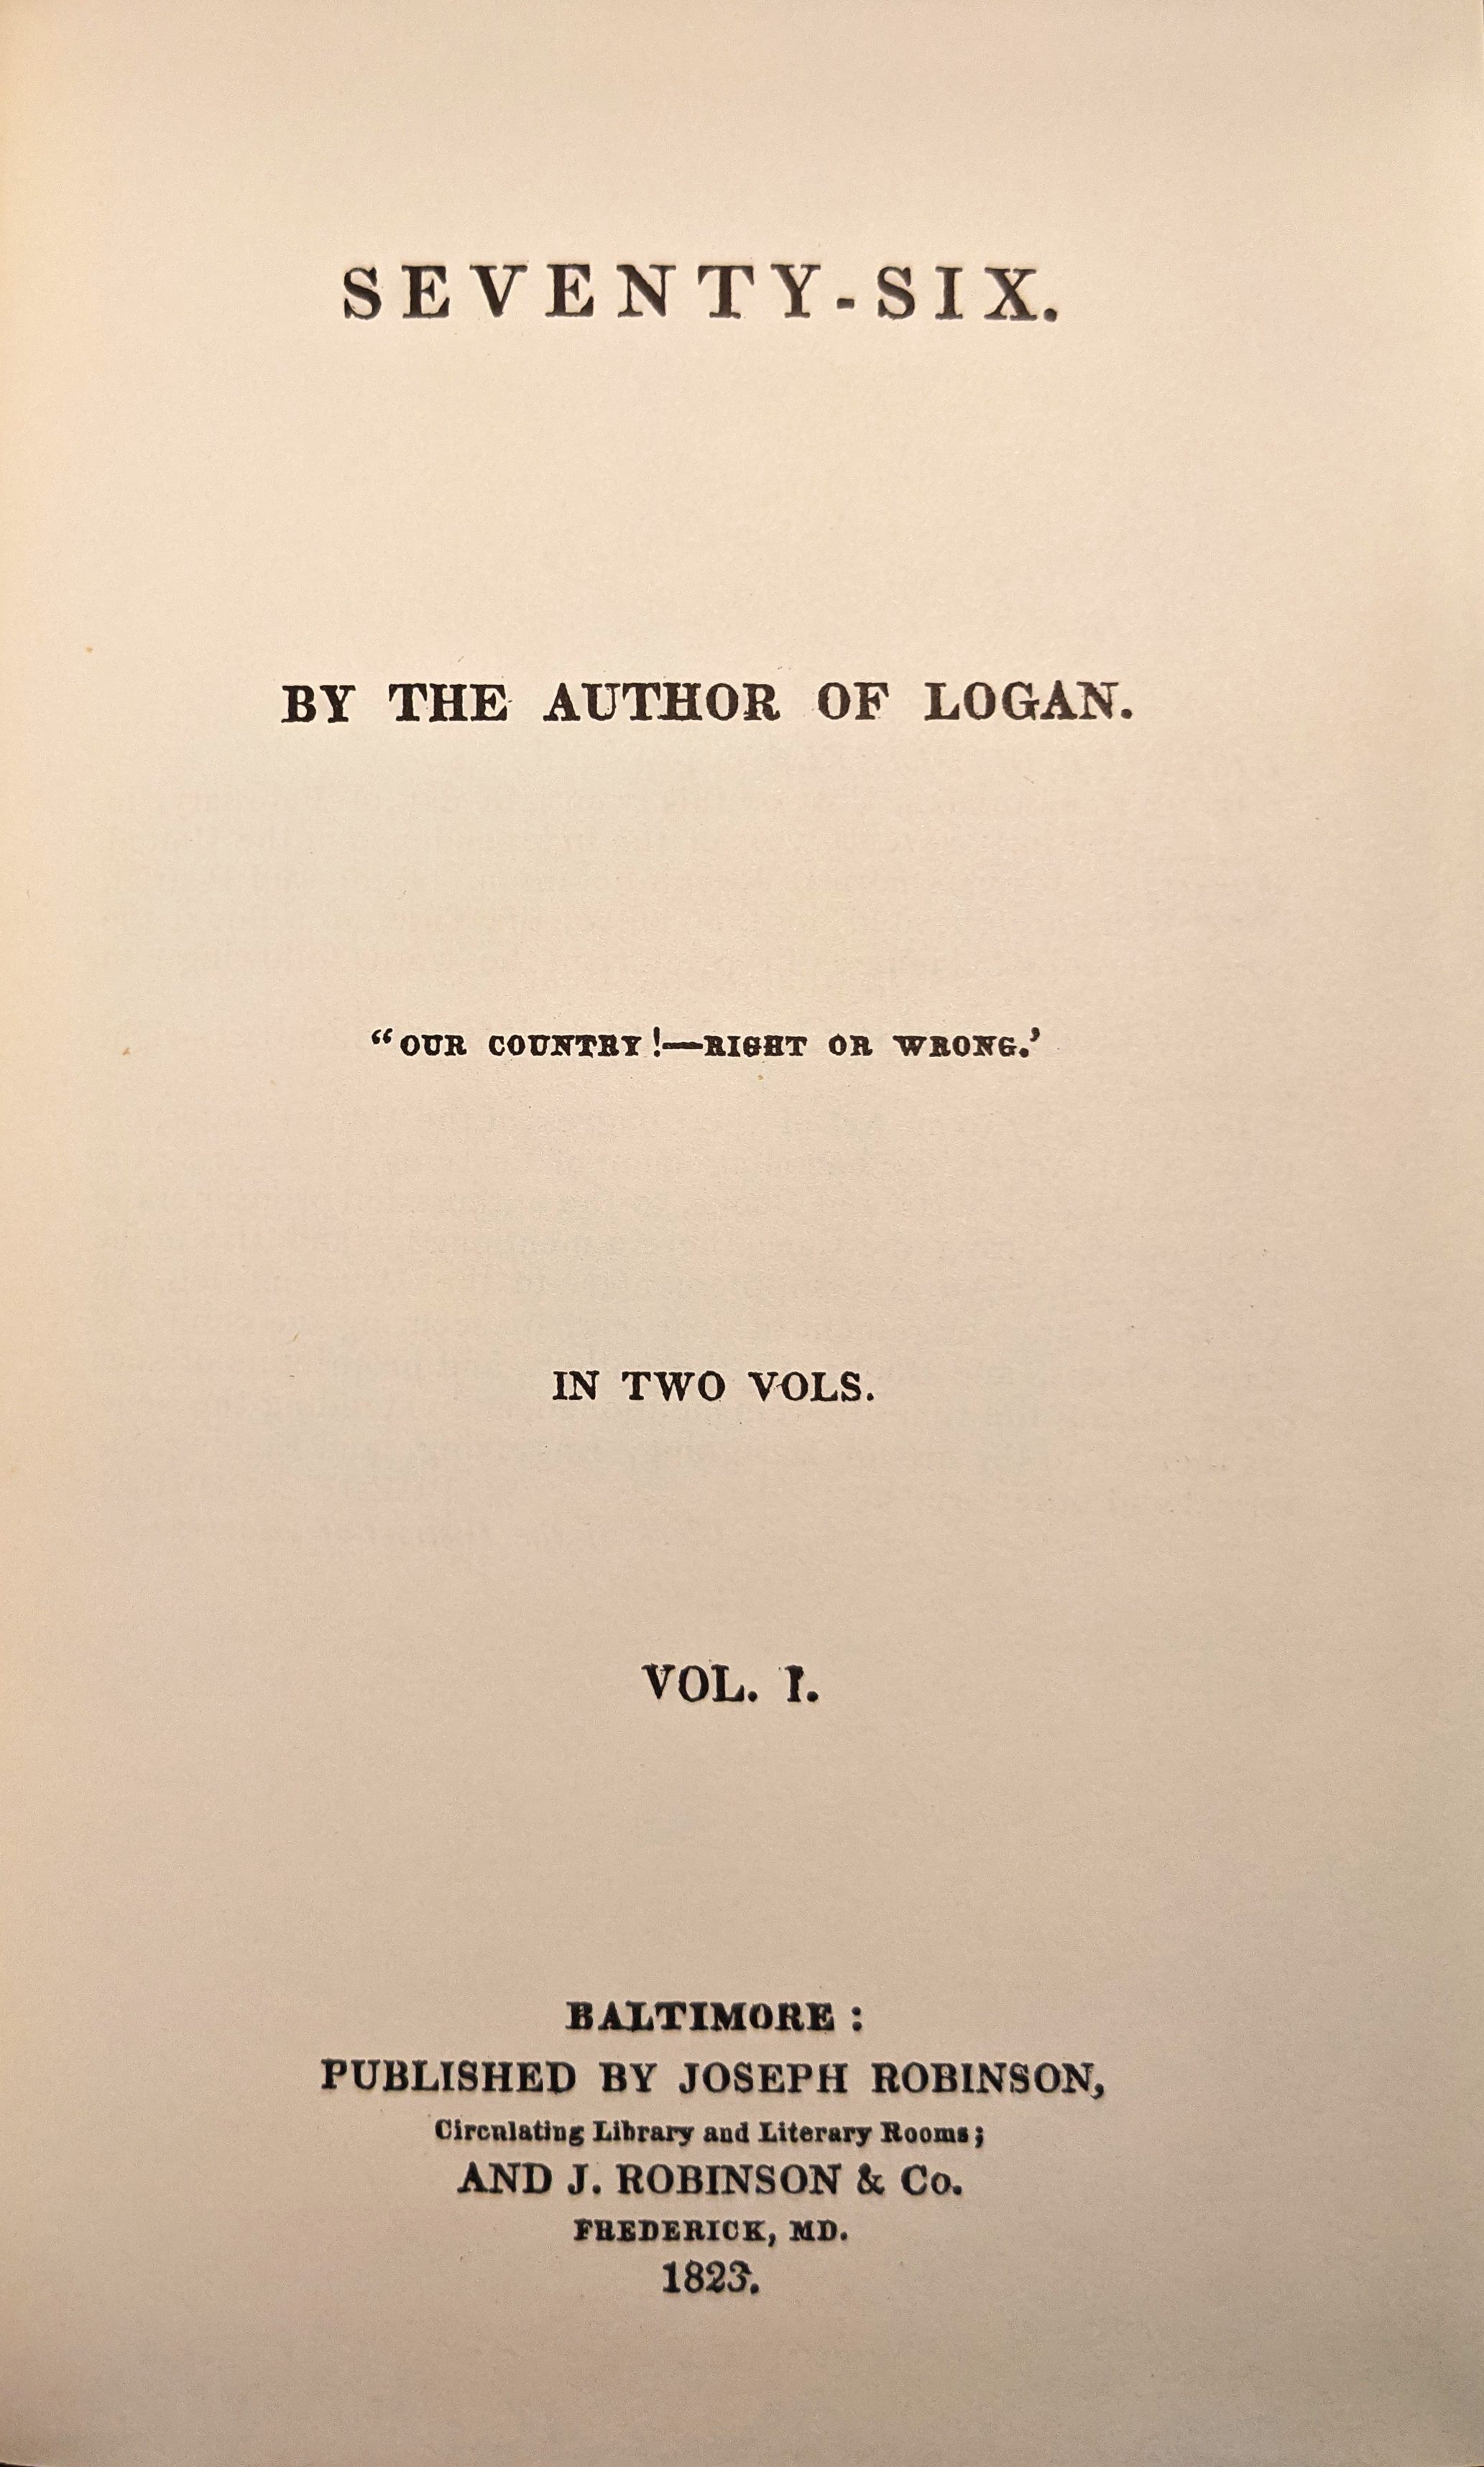 SEVENTY-SIX.
BY THE AUTHOR OF LOGAN.
“OUR COUNTRY!—RIGHT OR WRONG.’
IN TWO VOLS.
VOL. I.
BALTIMORE:
PUBLISHED BY JOSEPH ROBINSON,
Circulating Library and Literary Rooms;
AND J. ROBINSON & Co.
FREDERICK, MD.
1823.